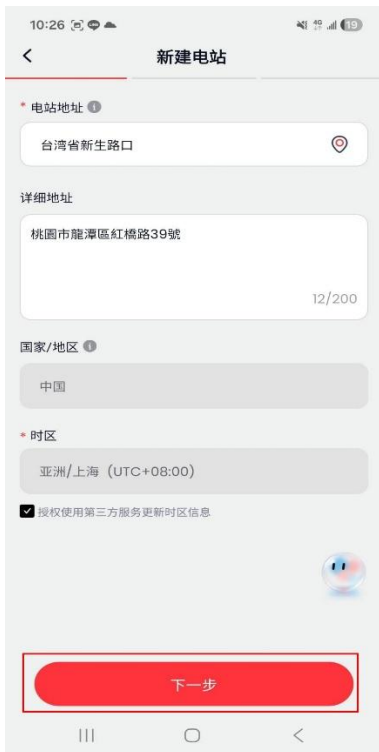 10:26
4G
19
新建电站
* 电站地址
台湾省新生路口
详细地址
桃園市龍潭區紅橋路39號
12/200
国家/地区
中国
* 时区
亚洲/上海（UTC+08:00）
授权使用第三方服务更新时区信息
下一步